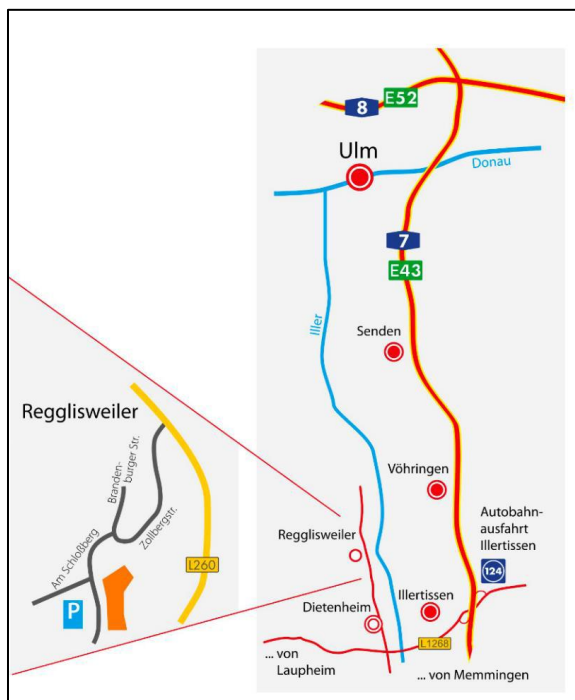 8
E52
Ulm
Donau
7
E43
Iller
Senden
Regglisweiler
Branden-
burger Str.
Vöhringen
Zollbergstr.
Autobahn-
ausfahrt
Illertissen
Regglisweiler
Am Schloßberg
L260
124
P
Dietenheim
Illertissen
L1268
... von
Laupheim
... von Memmingen